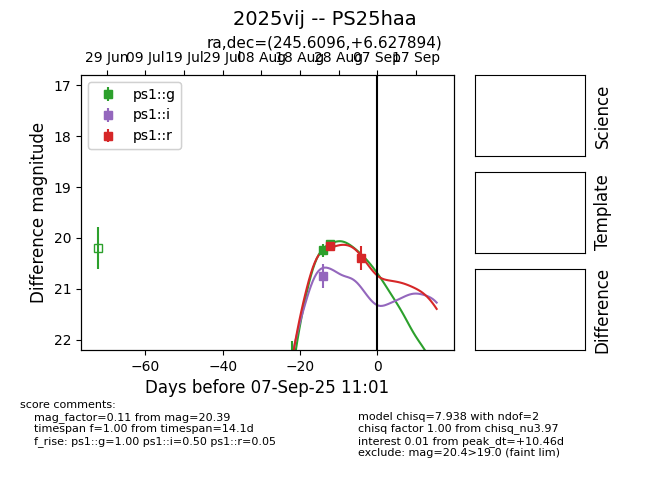 2025vij -- PS25haa
ra,dec=(245.6096,+6.627894)
29 Jun 09 Jul 19 Jul 29 Jul 08 Aug 18 Aug 28 Aug 07 Sep 17 Sep
ps1::g
ps1::i
ps1::r
17
18
19
20
21
22
Difference magnitude
−60
−40
−20
0
Days before 07-Sep-25 11:01
Science
Template
Difference
score comments:
mag_factor=0.11 from mag=20.39
timespan f=1.00 from timespan=14.1d
f_rise: ps1::g=1.00 ps1::i=0.50 ps1::r=0.05
model chisq=7.938 with ndof=2
chisq factor 1.00 from chisq_nu3.97
interest 0.01 from peak_dt=+10.46d
exclude: mag=20.4>19.0 (faint lim)